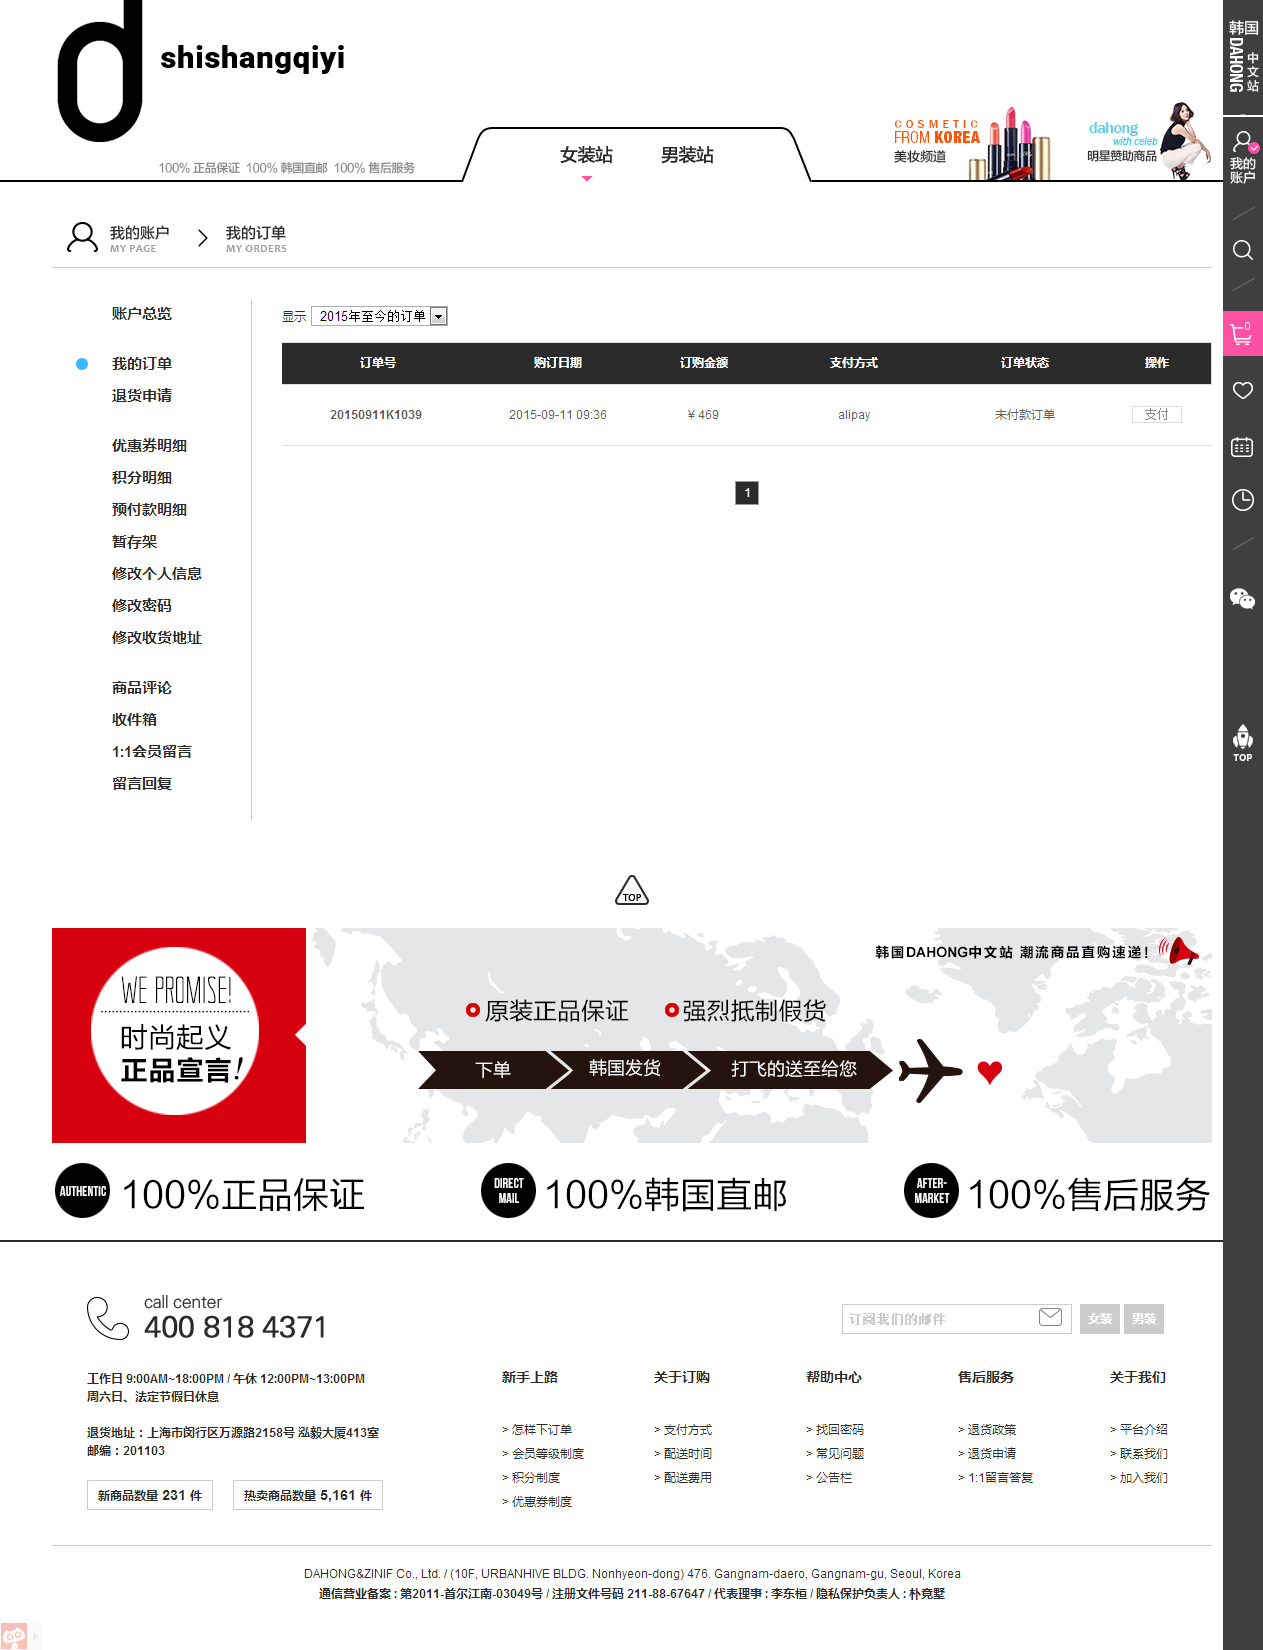 shishangqiyi
100% 正品保证 100% 韩国直邮 100% 售后服务
女装站 男装站
COSMETIC
FROM KOREA
美妆频道
dahong
with celeb
明星赞助商品
韩国
DAHONG
中文站
我的
账户
0
TOP
我的账户
MY PAGE
我的订单
MY ORDERS
账户总览
我的订单
退货申请
优惠券明细
积分明细
预付款明细
暂存架
修改个人信息
修改密码
修改收货地址
商品评论
收件箱
1:1会员留言
留言回复
显示 2015年至今的订单
订单号 购订日期 订购金额 支付方式 订单状态 操作
20150911K1039 2015-09-11 09:36 ¥ 469 alipay 未付款订单 支付
1
TOP
WE PROMISE!
时尚起义
正品宣言!
韩国DAHONG中文站 潮流商品直购速递!
原装正品保证 强烈抵制假货
下单 韩国发货 打飞的送至给您
AUTHENTIC 100%正品保证
DIRECT MAIL 100%韩国直邮
AFTER-MARKET 100%售后服务
call center
400 818 4371
订阅我们的邮件 女装 男装
工作日 9:00AM~18:00PM / 午休 12:00PM~13:00PM
周六日、法定节假日休息
退货地址：上海市闵行区万源路2158号 泓毅大厦413室
邮编：201103
新商品数量 231 件 热卖商品数量 5,161 件
新手上路
> 怎样下订单
> 会员等级制度
> 积分制度
> 优惠券制度
关于订购
> 支付方式
> 配送时间
> 配送费用
帮助中心
> 找回密码
> 常见问题
> 公告栏
售后服务
> 退货政策
> 退货申请
> 1:1留言答复
关于我们
> 平台介绍
> 联系我们
> 加入我们
DAHONG&ZINIF Co., Ltd. / (10F, URBANHIVE BLDG. Nonhyeon-dong) 476. Gangnam-daero, Gangnam-gu, Seoul, Korea
通信营业备案 : 第2011-首尔江南-03049号 / 注册文件号码 211-88-67647 / 代表理事 : 李东桓 / 隐私保护负责人 : 朴竟墅